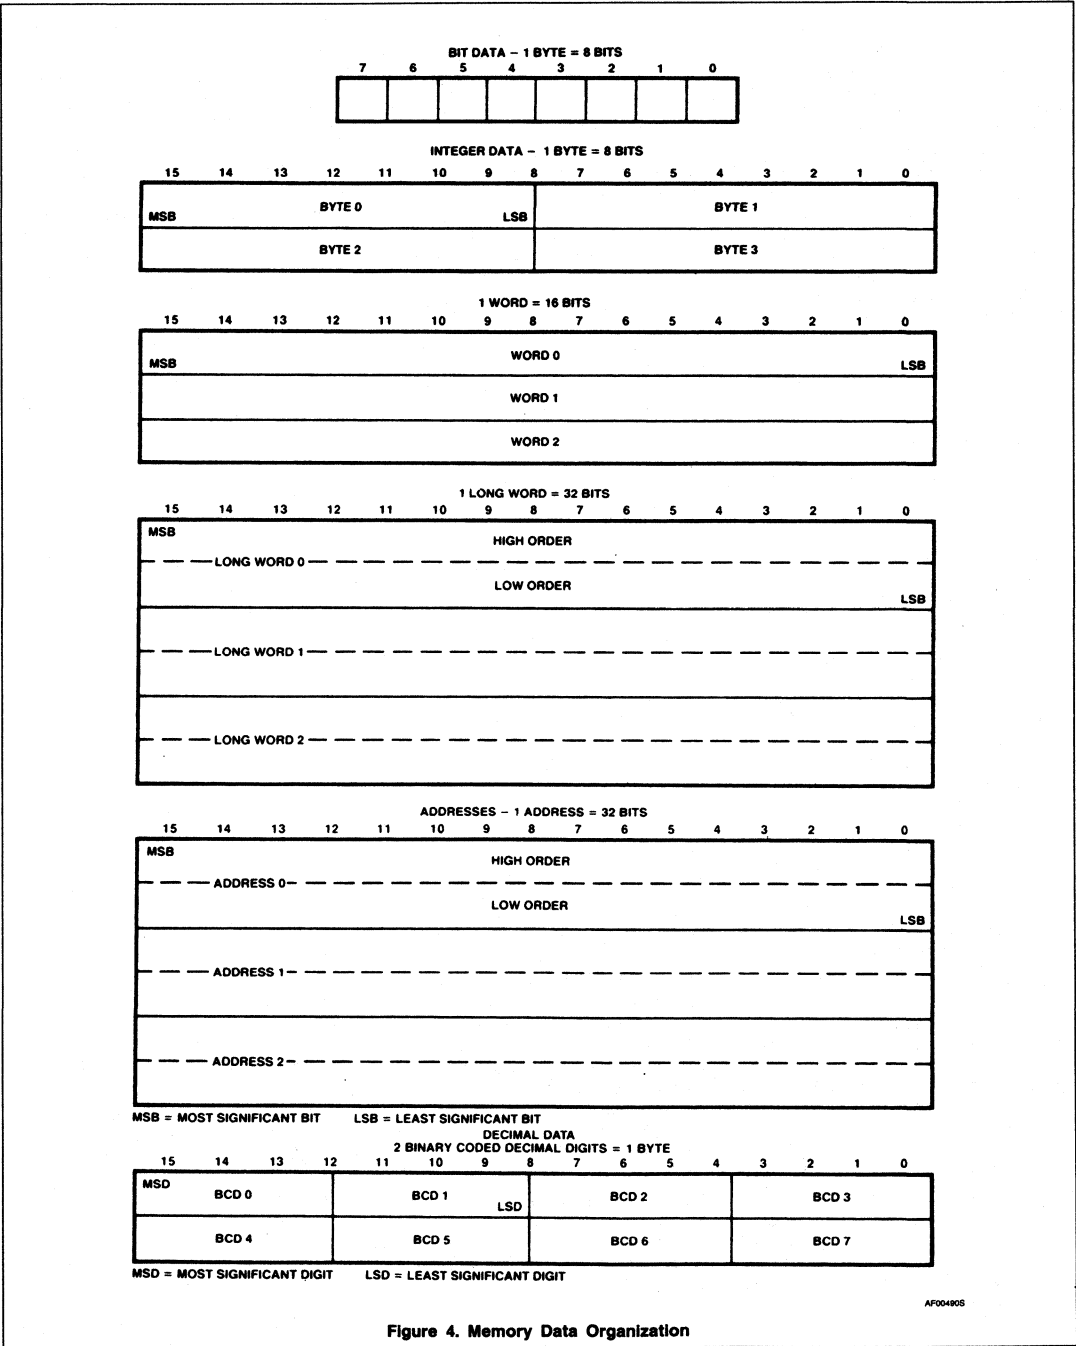 BIT DATA – 1 BYTE = 8 BITS
7 6 5 4 3 2 1 0
INTEGER DATA – 1 BYTE = 8 BITS
15 14 13 12 11 10 9 8 7 6 5 4 3 2 1 0
MSB BYTE 0 LSB BYTE 1
BYTE 2 BYTE 3
1 WORD = 16 BITS
15 14 13 12 11 10 9 8 7 6 5 4 3 2 1 0
MSB WORD 0 LSB
WORD 1
WORD 2
1 LONG WORD = 32 BITS
15 14 13 12 11 10 9 8 7 6 5 4 3 2 1 0
MSB HIGH ORDER
LONG WORD 0
LOW ORDER LSB
LONG WORD 1
LONG WORD 2
ADDRESSES – 1 ADDRESS = 32 BITS
15 14 13 12 11 10 9 8 7 6 5 4 3 2 1 0
MSB HIGH ORDER
ADDRESS 0
LOW ORDER LSB
ADDRESS 1
ADDRESS 2
MSB = MOST SIGNIFICANT BIT LSB = LEAST SIGNIFICANT BIT
DECIMAL DATA
2 BINARY CODED DECIMAL DIGITS = 1 BYTE
15 14 13 12 11 10 9 8 7 6 5 4 3 2 1 0
MSD BCD 0 BCD 1 LSD BCD 2 BCD 3
BCD 4 BCD 5 BCD 6 BCD 7
MSD = MOST SIGNIFICANT DIGIT LSD = LEAST SIGNIFICANT DIGIT
AF00490S
Figure 4. Memory Data Organization